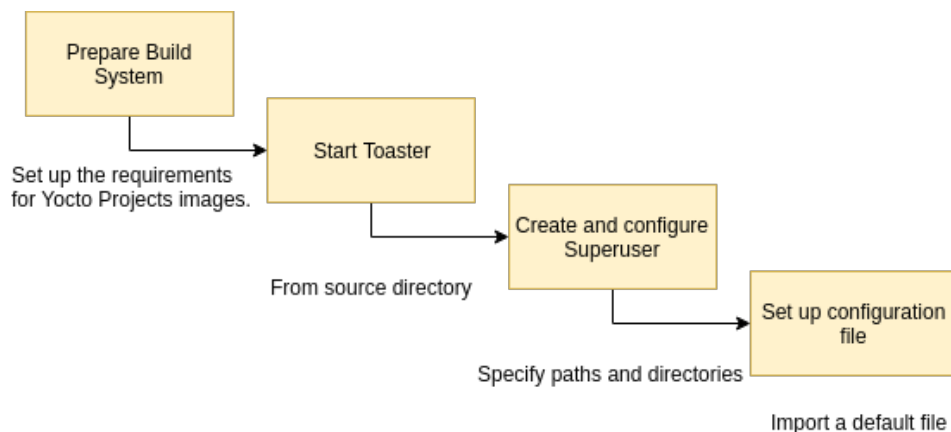 Prepare Build
System
Start Toaster
Set up the requirements
for Yocto Projects images.
Create and configure
Superuser
From source directory
Set up configuration
file
Specify paths and directories
Import a default file